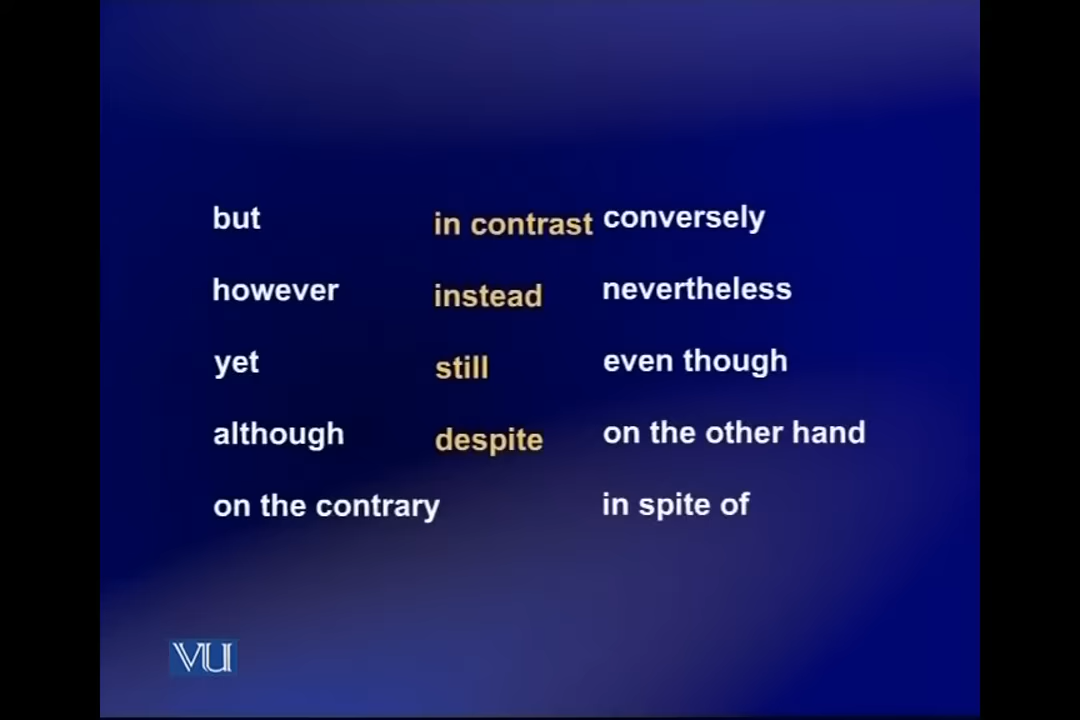 but in contrast conversely
however instead nevertheless
yet still even though
although despite on the other hand
on the contrary in spite of
VU